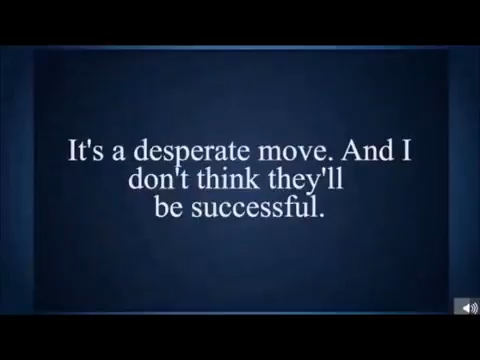 It's a desperate move. And I
don't think they'll
be successful.